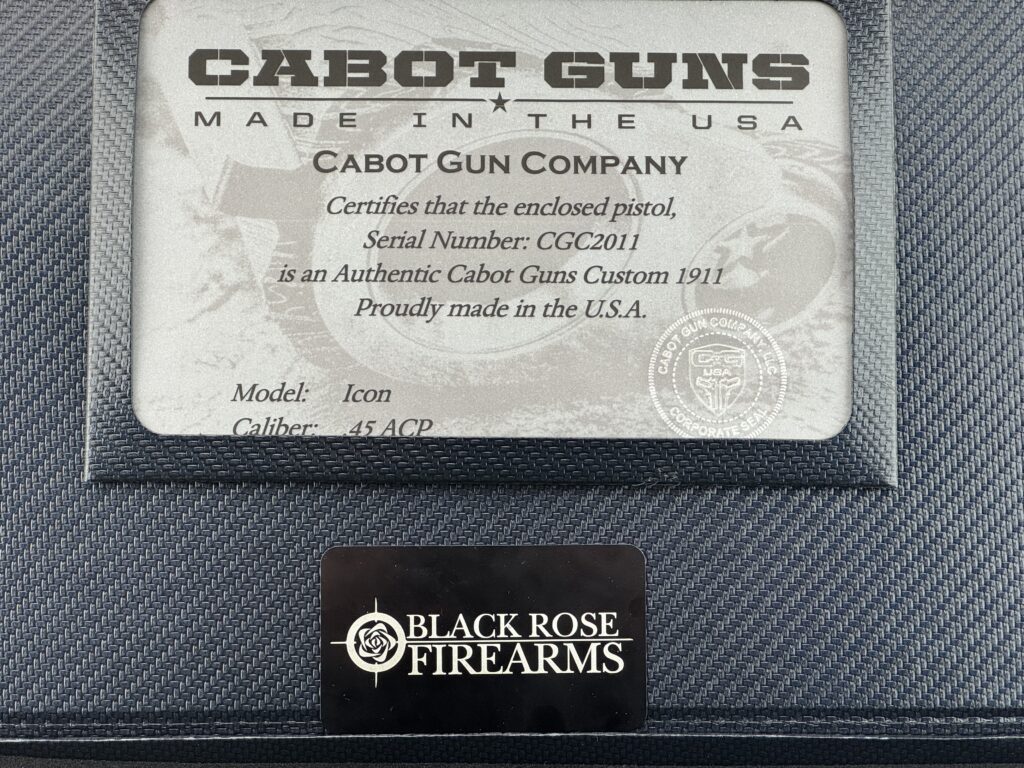 CABOT GUNS
MADE IN THE USA
CABOT GUN COMPANY
Certifies that the enclosed pistol,
Serial Number: CGC2011
is an Authentic Cabot Guns Custom 1911
Proudly made in the U.S.A.
Model: Icon
Caliber: .45 ACP
CABOT GUN COMPANY, LLC
CGC
USA
CORPORATE SEAL
BLACK ROSE
FIREARMS